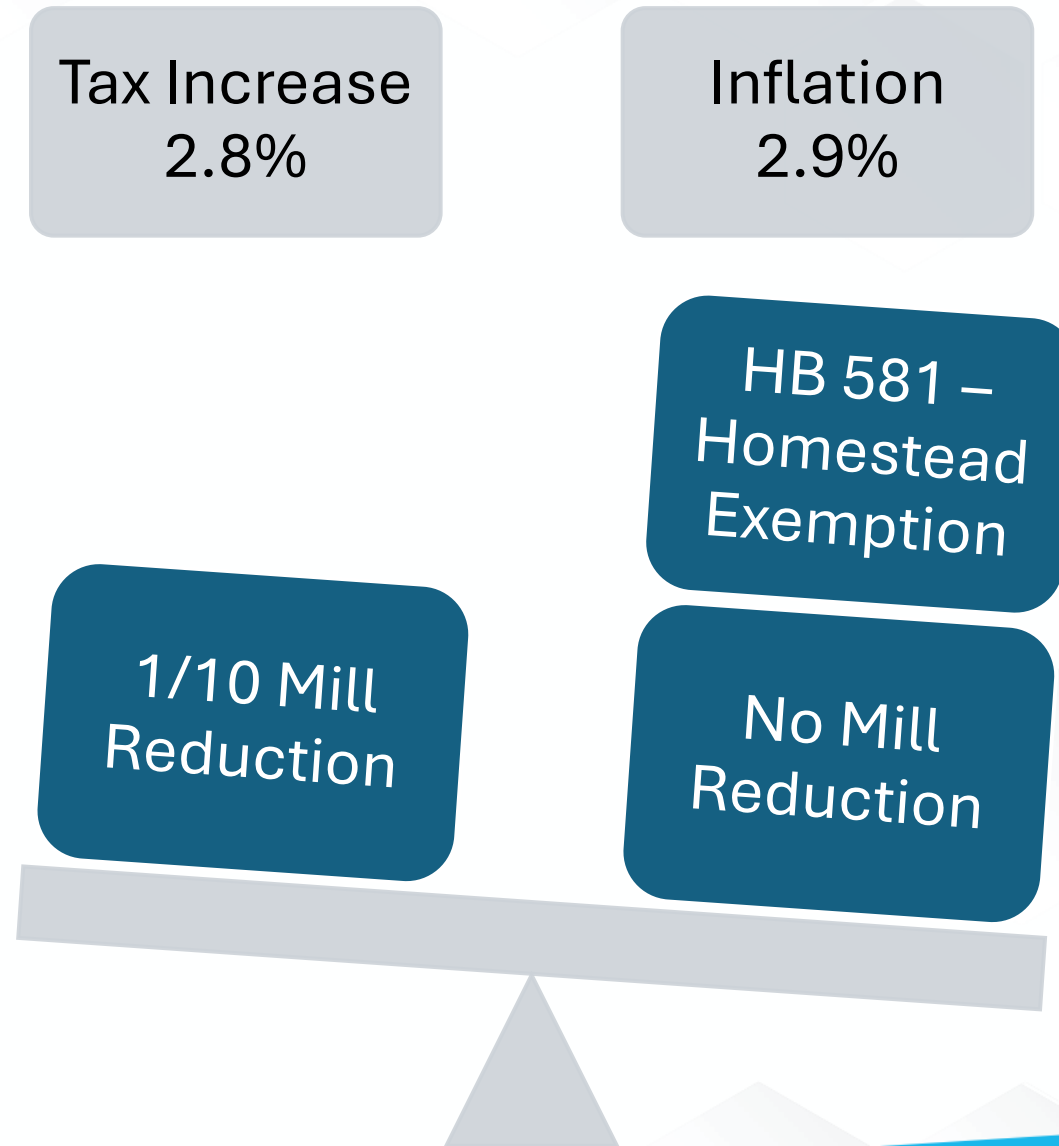 Tax Increase
2.8%
Inflation
2.9%
HB 581 –
Homestead
Exemption
1/10 Mill
Reduction
No Mill
Reduction